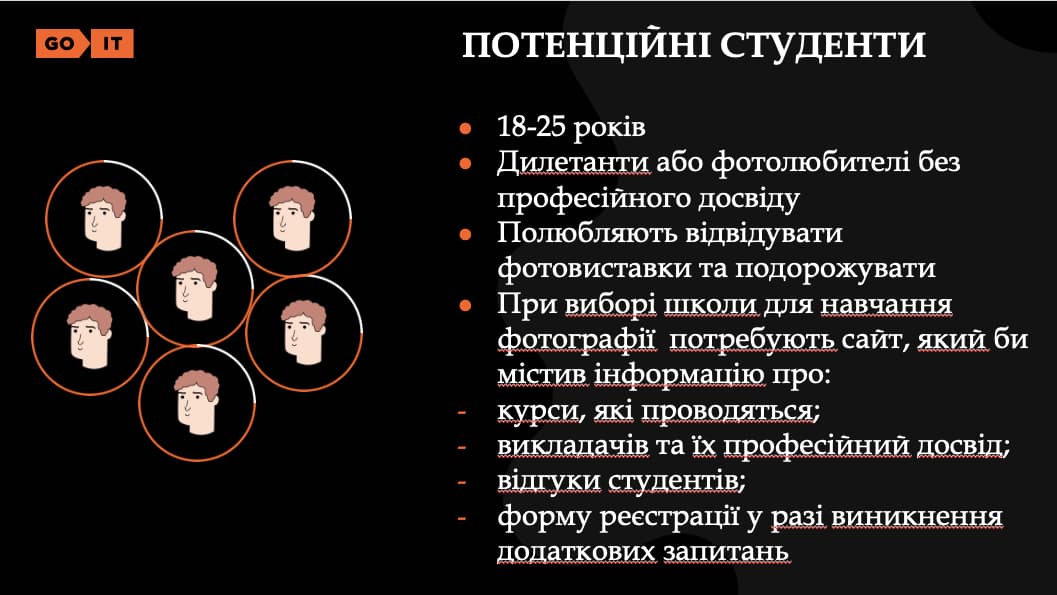 GO IT
ПОТЕНЦІЙНІ СТУДЕНТИ
● 18-25 років
● Дилетанти або фотолюбителі без
професійного досвіду
● Полюбляють відвідувати
фотовиставки та подорожувати
● При виборі школи для навчання
фотографії потребують сайт, який би
містив інформацію про:
- курси, які проводяться;
- викладачів та їх професійний досвід;
- відгуки студентів;
- форму реєстрації у разі виникнення
додаткових запитань